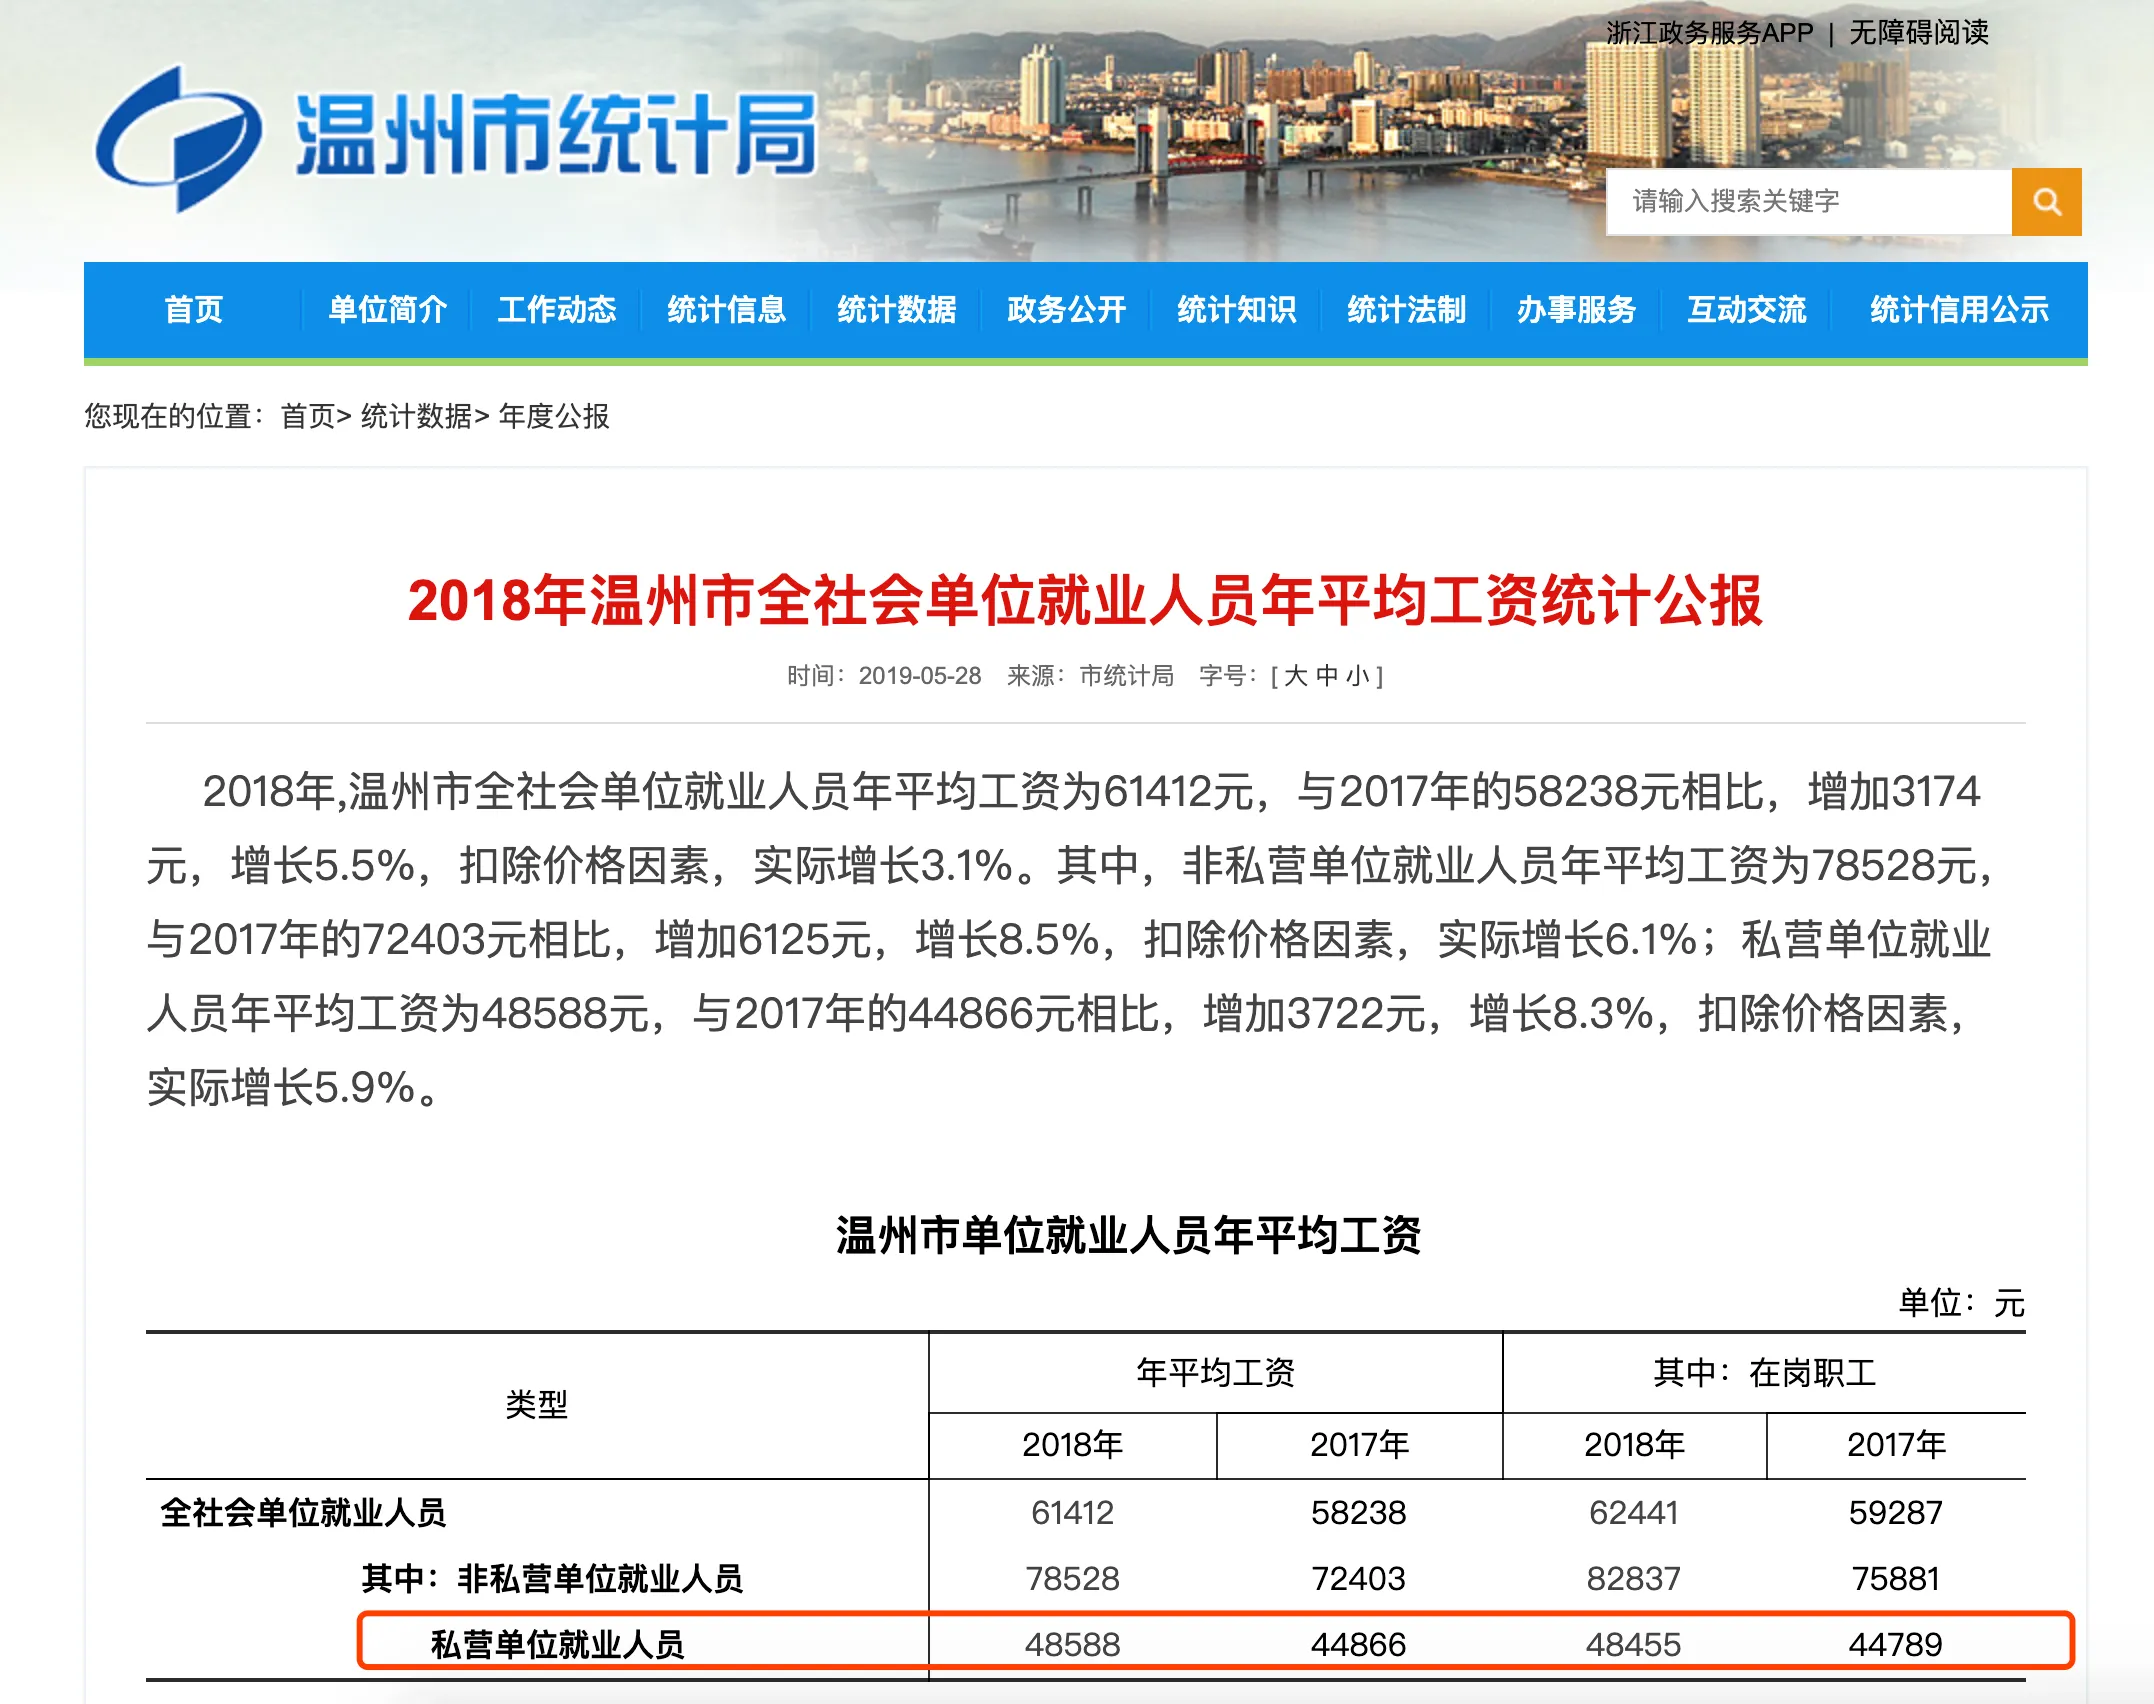 浙江政务服务APP | 无障碍阅读
温州市统计局
请输入搜索关键字
首页 单位简介 工作动态 统计信息 统计数据 政务公开 统计知识 统计法制 办事服务 互动交流 统计信用公示
您现在的位置：首页> 统计数据> 年度公报
2018年温州市全社会单位就业人员年平均工资统计公报
时间：2019-05-28 来源：市统计局 字号：[ 大 中 小 ]
2018年,温州市全社会单位就业人员年平均工资为61412元，与2017年的58238元相比，增加3174
元，增长5.5%，扣除价格因素，实际增长3.1%。其中，非私营单位就业人员年平均工资为78528元，
与2017年的72403元相比，增加6125元，增长8.5%，扣除价格因素，实际增长6.1%；私营单位就业
人员年平均工资为48588元，与2017年的44866元相比，增加3722元，增长8.3%，扣除价格因素，
实际增长5.9%。
温州市单位就业人员年平均工资
单位：元
类型 年平均工资 其中：在岗职工
2018年 2017年 2018年 2017年
全社会单位就业人员 61412 58238 62441 59287
其中：非私营单位就业人员 78528 72403 82837 75881
私营单位就业人员 48588 44866 48455 44789